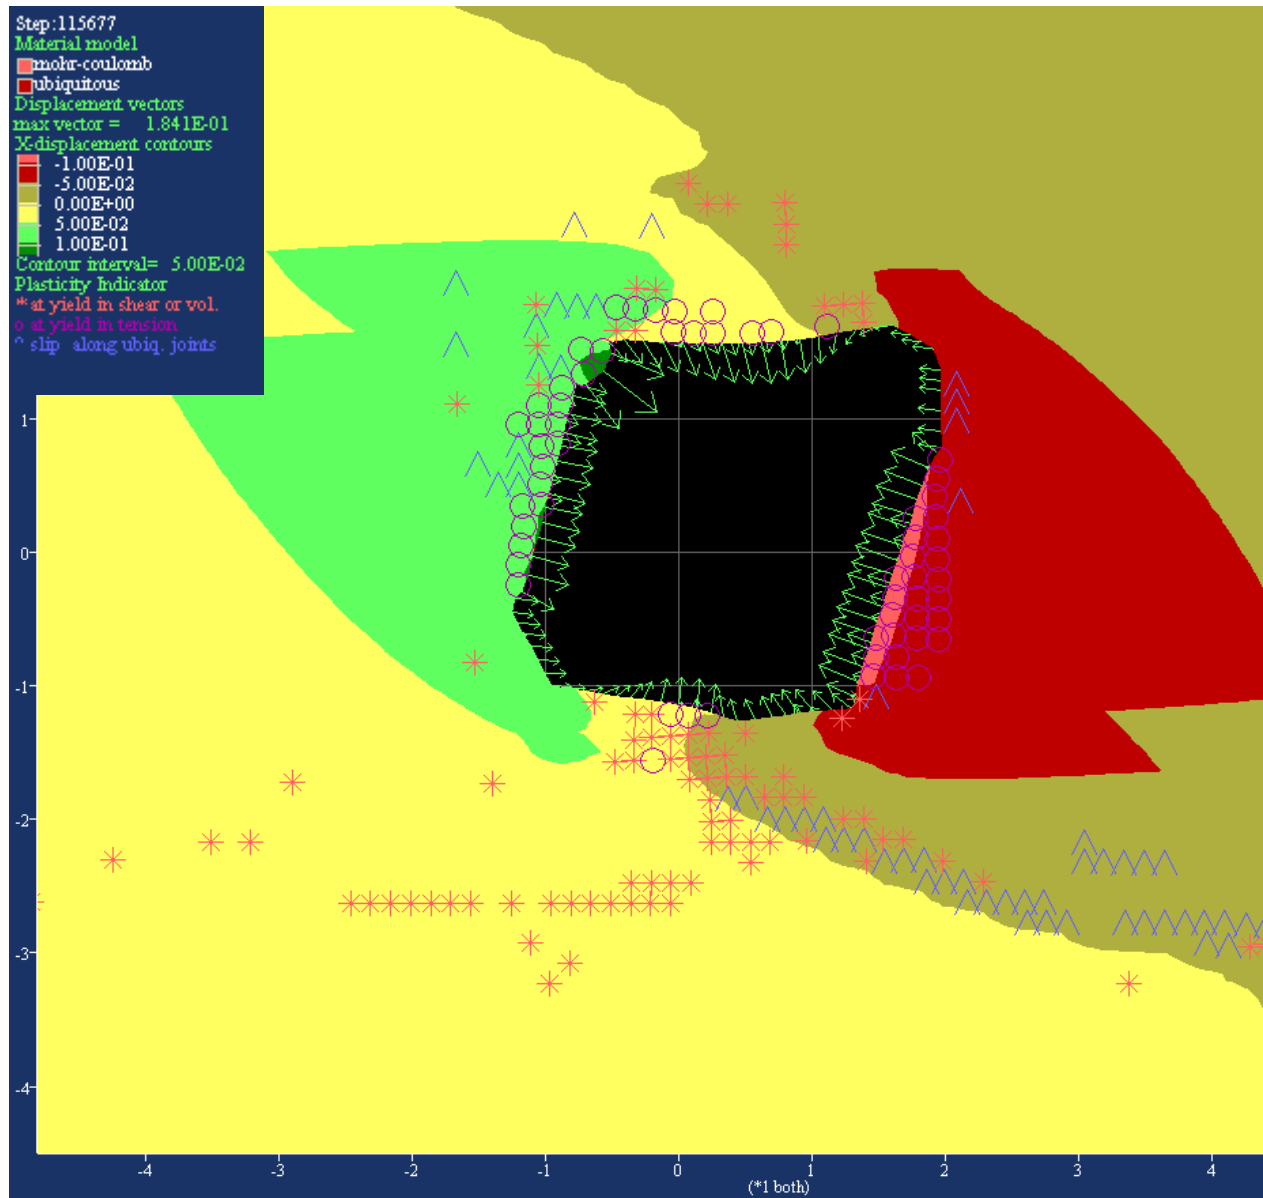 Step:115677
Material model
mohr-coulomb
ubiquitous
Displacement vectors
max vector = 1.841E-01
X-displacement contours
-1.00E-01
-5.00E-02
0.00E+00
5.00E-02
1.00E-01
Contour interval= 5.00E-02
Plasticity Indicator
* at yield in shear or vol.
o at yield in tension
^ slip along ubiq. joints
1
0
-1
-2
-3
-4
-4
-3
-2
-1
0
1
2
3
4
(*1 both)